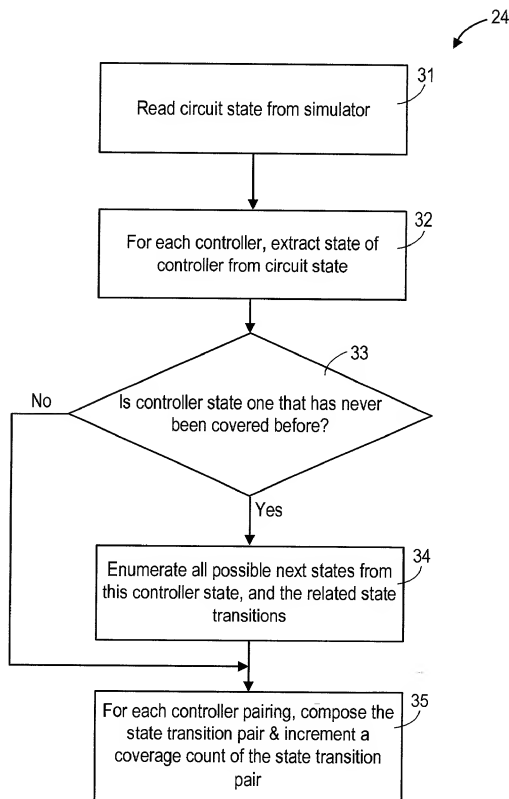 24
31
Read circuit state from simulator
32
For each controller, extract state of
controller from circuit state
33
Is controller state one that has never
been covered before?
No
Yes
34
Enumerate all possible next states from
this controller state, and the related state
transitions
35
For each controller pairing, compose the
state transition pair & increment a
coverage count of the state transition
pair